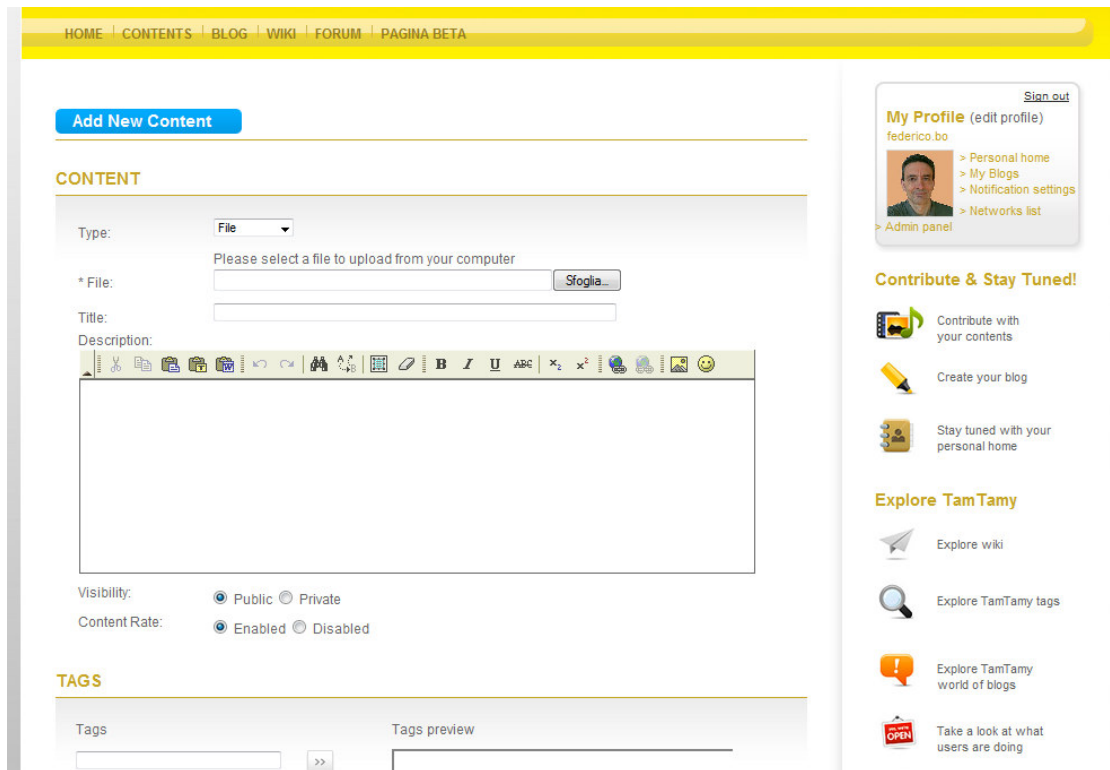 HOME CONTENTS BLOG WIKI FORUM PAGINA BETA
Add New Content
CONTENT
Type:
File
Please select a file to upload from your computer
* File:
Sfoglia...
Title:
Description:
B I U ABC x2 x2
Visibility:
Public Private
Content Rate:
Enabled Disabled
TAGS
Tags
Tags preview
>>
Sign out
My Profile (edit profile)
federico.bo
> Personal home
> My Blogs
> Notification settings
> Networks list
> Admin panel
Contribute & Stay Tuned!
Contribute with
your contents
Create your blog
Stay tuned with your
personal home
Explore TamTamy
Explore wiki
Explore TamTamy tags
Explore TamTamy
world of blogs
OPEN
Take a look at what
users are doing